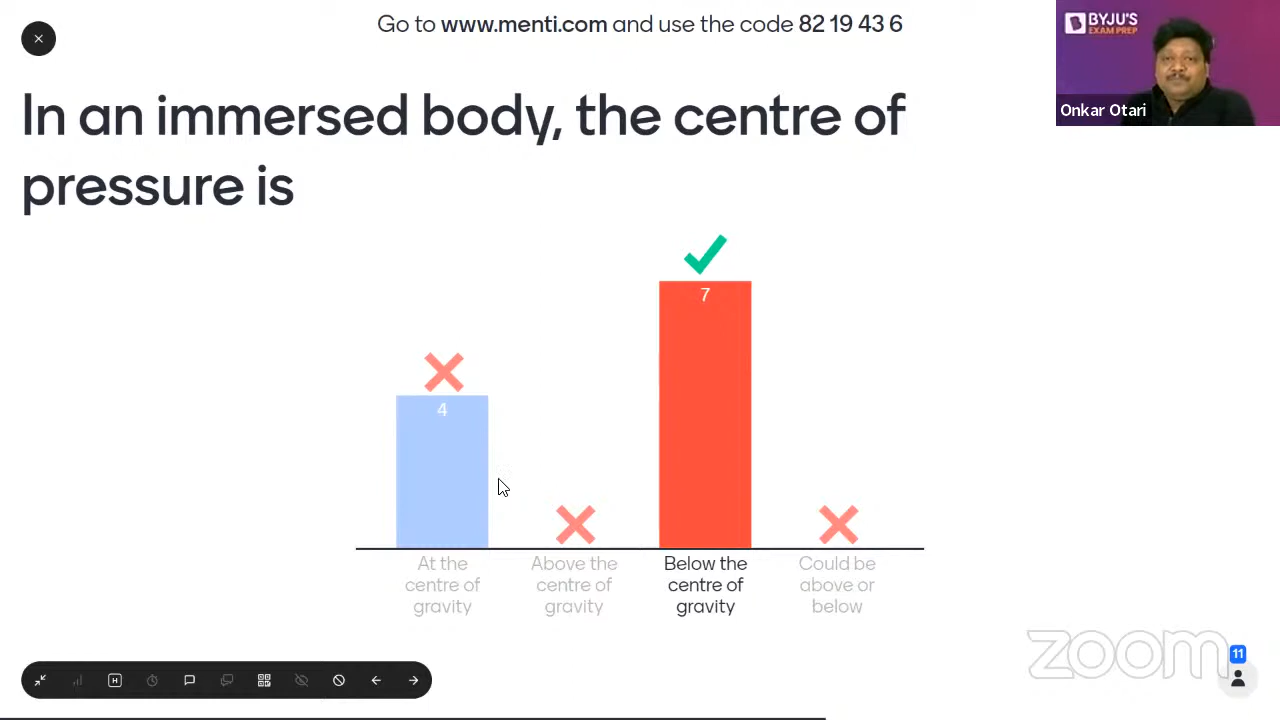 Go to www.menti.com and use the code 82 19 43 6
BYJU'S
EXAM PREP
Onkar Otari
In an immersed body, the centre of
pressure is
7
4
At the
centre of
gravity
Above the
centre of
gravity
Below the
centre of
gravity
Could be
above or
below
zoom
11
H